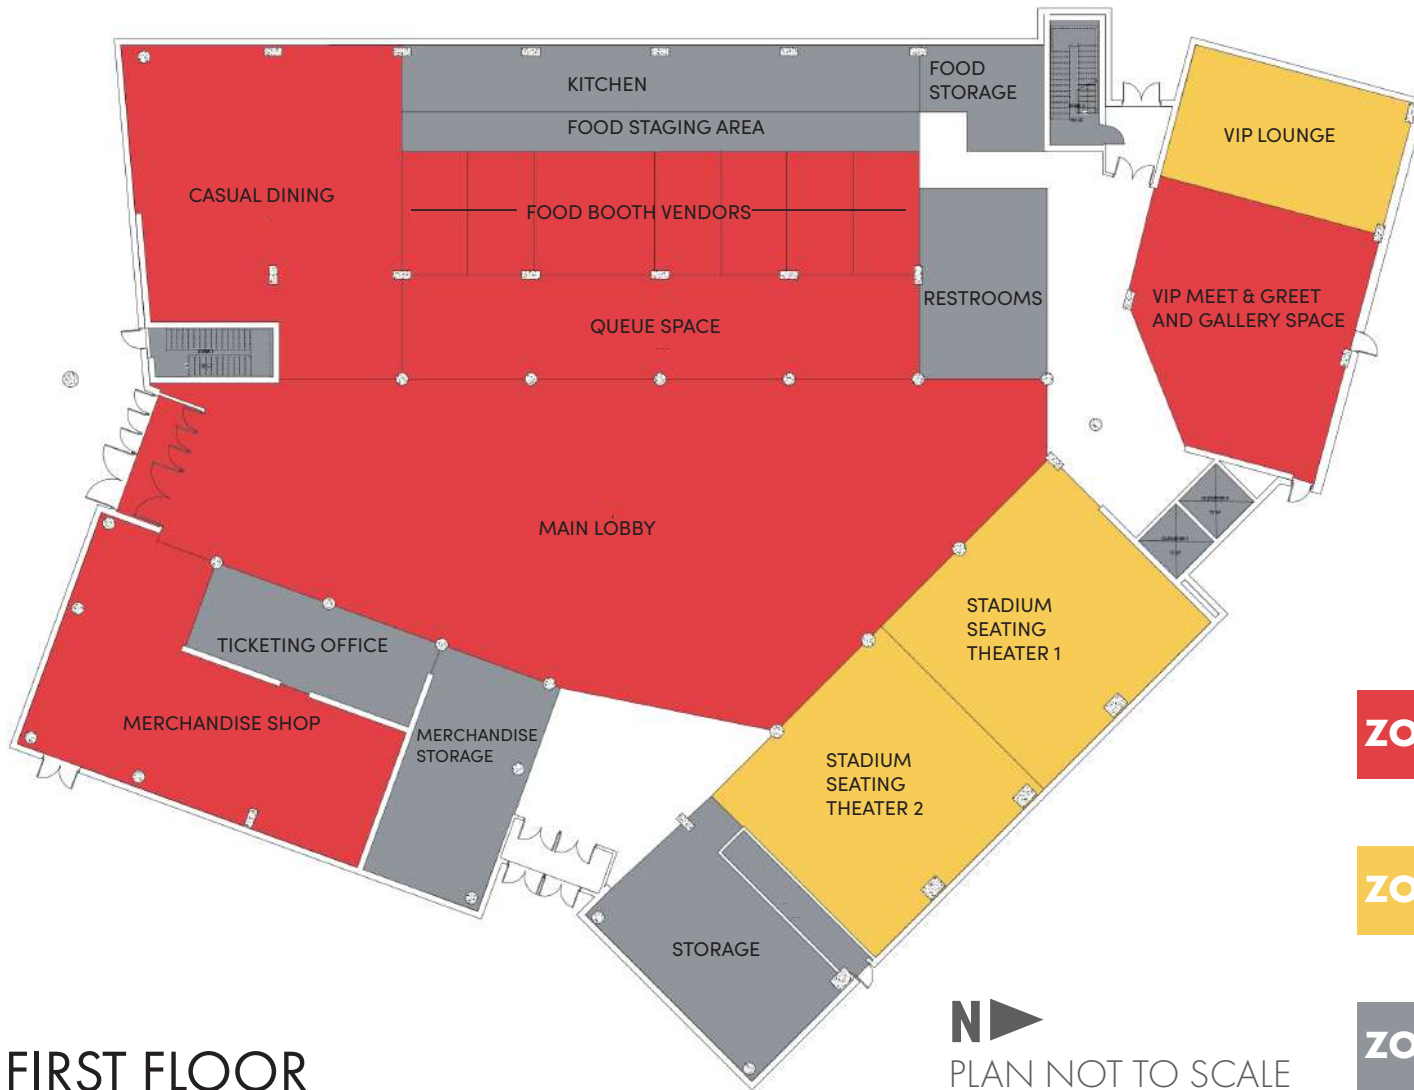 KITCHEN
FOOD
STORAGE
FOOD STAGING AREA
VIP LOUNGE
CASUAL DINING
FOOD BOOTH VENDORS
RESTROOMS
VIP MEET & GREET
AND GALLERY SPACE
QUEUE SPACE
MAIN LOBBY
STADIUM
SEATING
THEATER 1
TICKETING OFFICE
MERCHANDISE SHOP
MERCHANDISE
STORAGE
STADIUM
SEATING
THEATER 2
ZO
ZO
STORAGE
N
ZO
FIRST FLOOR
PLAN NOT TO SCALE